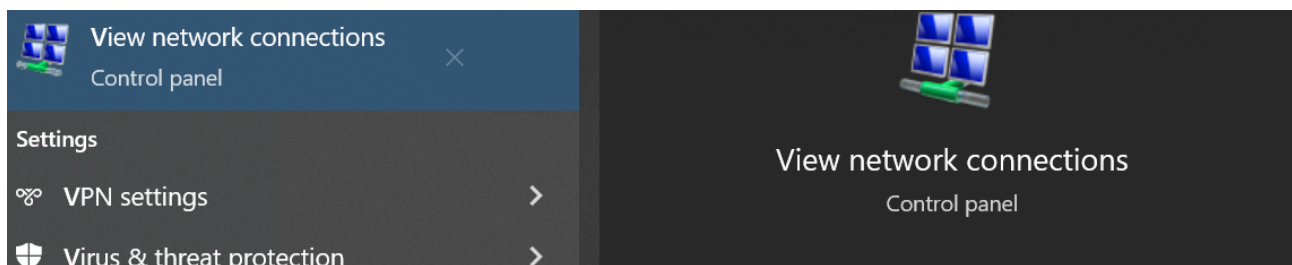 View network connections
Control panel
Settings
VPN settings
Virus & threat protection
View network connections
Control panel